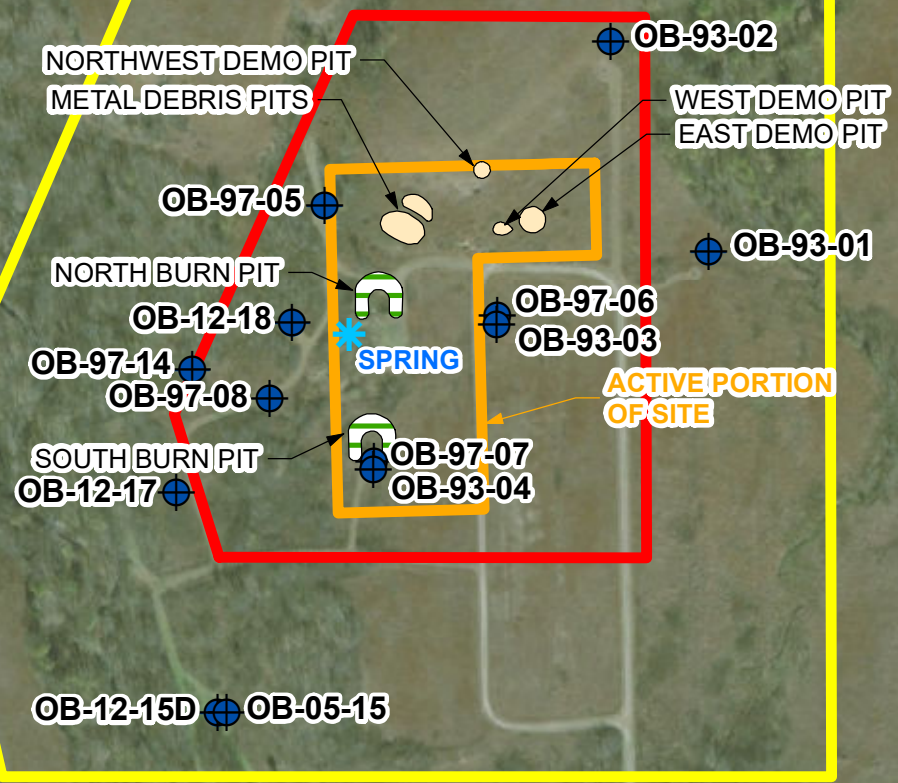 OB-93-02
NORTHWEST DEMO PIT
METAL DEBRIS PITS
WEST DEMO PIT
EAST DEMO PIT
OB-97-05
OB-93-01
NORTH BURN PIT
OB-97-06
OB-12-18
OB-93-03
SPRING
OB-97-14
ACTIVE PORTION
OF SITE
OB-97-08
SOUTH BURN PIT
OB-97-07
OB-12-17
OB-93-04
OB-12-15D
OB-05-15